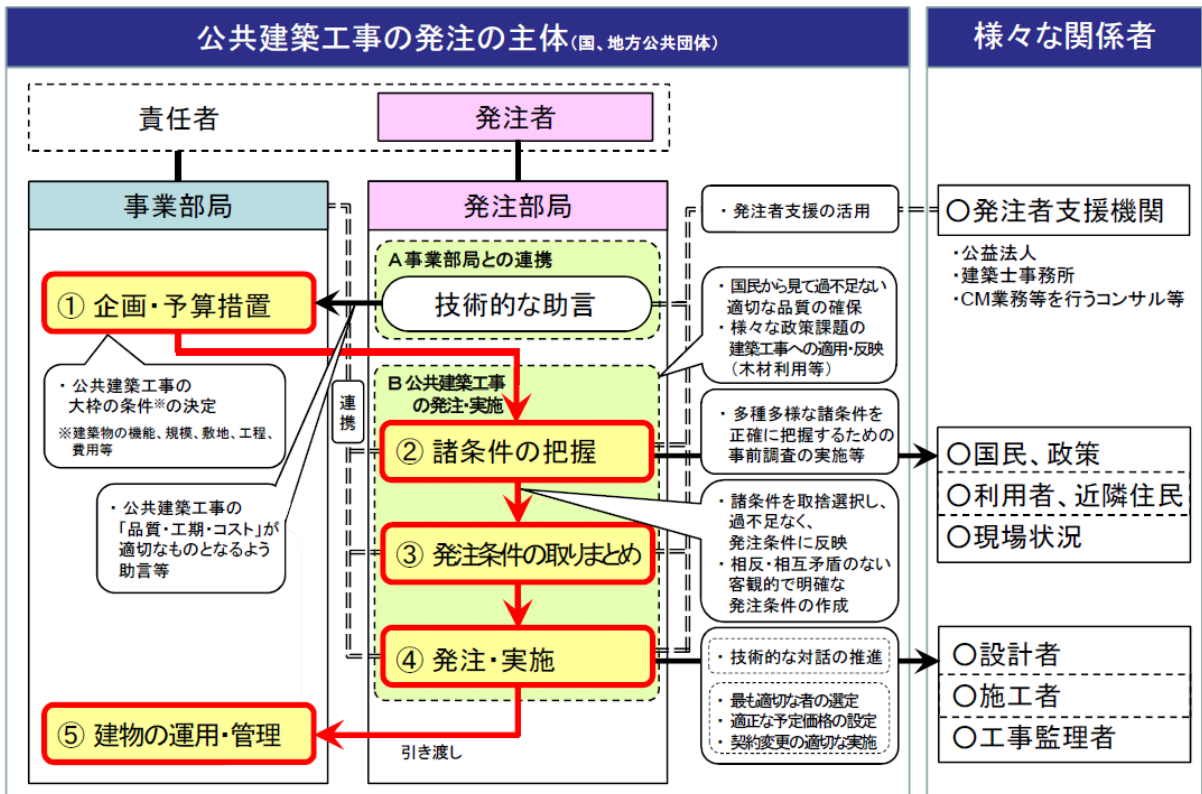 公共建築工事の発注の主体(国、地方公共団体)
様々な関係者
責任者
発注者
事業部局
発注部局
・発注者支援の活用
〇発注者支援機関
・公益法人
・建築士事務所
・CM業務等を行うコンサル等
A事業部局との連携
技術的な助言
① 企画・予算措置
・国民から見て過不足ない
適切な品質の確保
・様々な政策課題の
建築工事への適用・反映
(木材利用等)
・公共建築工事の
大枠の条件※の決定
※建築物の機能、規模、敷地、工程、
費用等
連携
B公共建築工事
の発注・実施
② 諸条件の把握
・多種多様な諸条件を
正確に把握するための
事前調査の実施等
〇国民、政策
〇利用者、近隣住民
〇現場状況
・公共建築工事の
「品質・工期・コスト」が
適切なものとなるよう
助言等
・諸条件を取捨選択し、
過不足なく、
発注条件に反映
・相反・相互矛盾のない
客観的で明確な
発注条件の作成
③ 発注条件の取りまとめ
④ 発注・実施
・技術的な対話の推進
・最も適切な者の選定
・適正な予定価格の設定
・契約変更の適切な実施
〇設計者
〇施工者
〇工事監理者
⑤ 建物の運用・管理
引き渡し